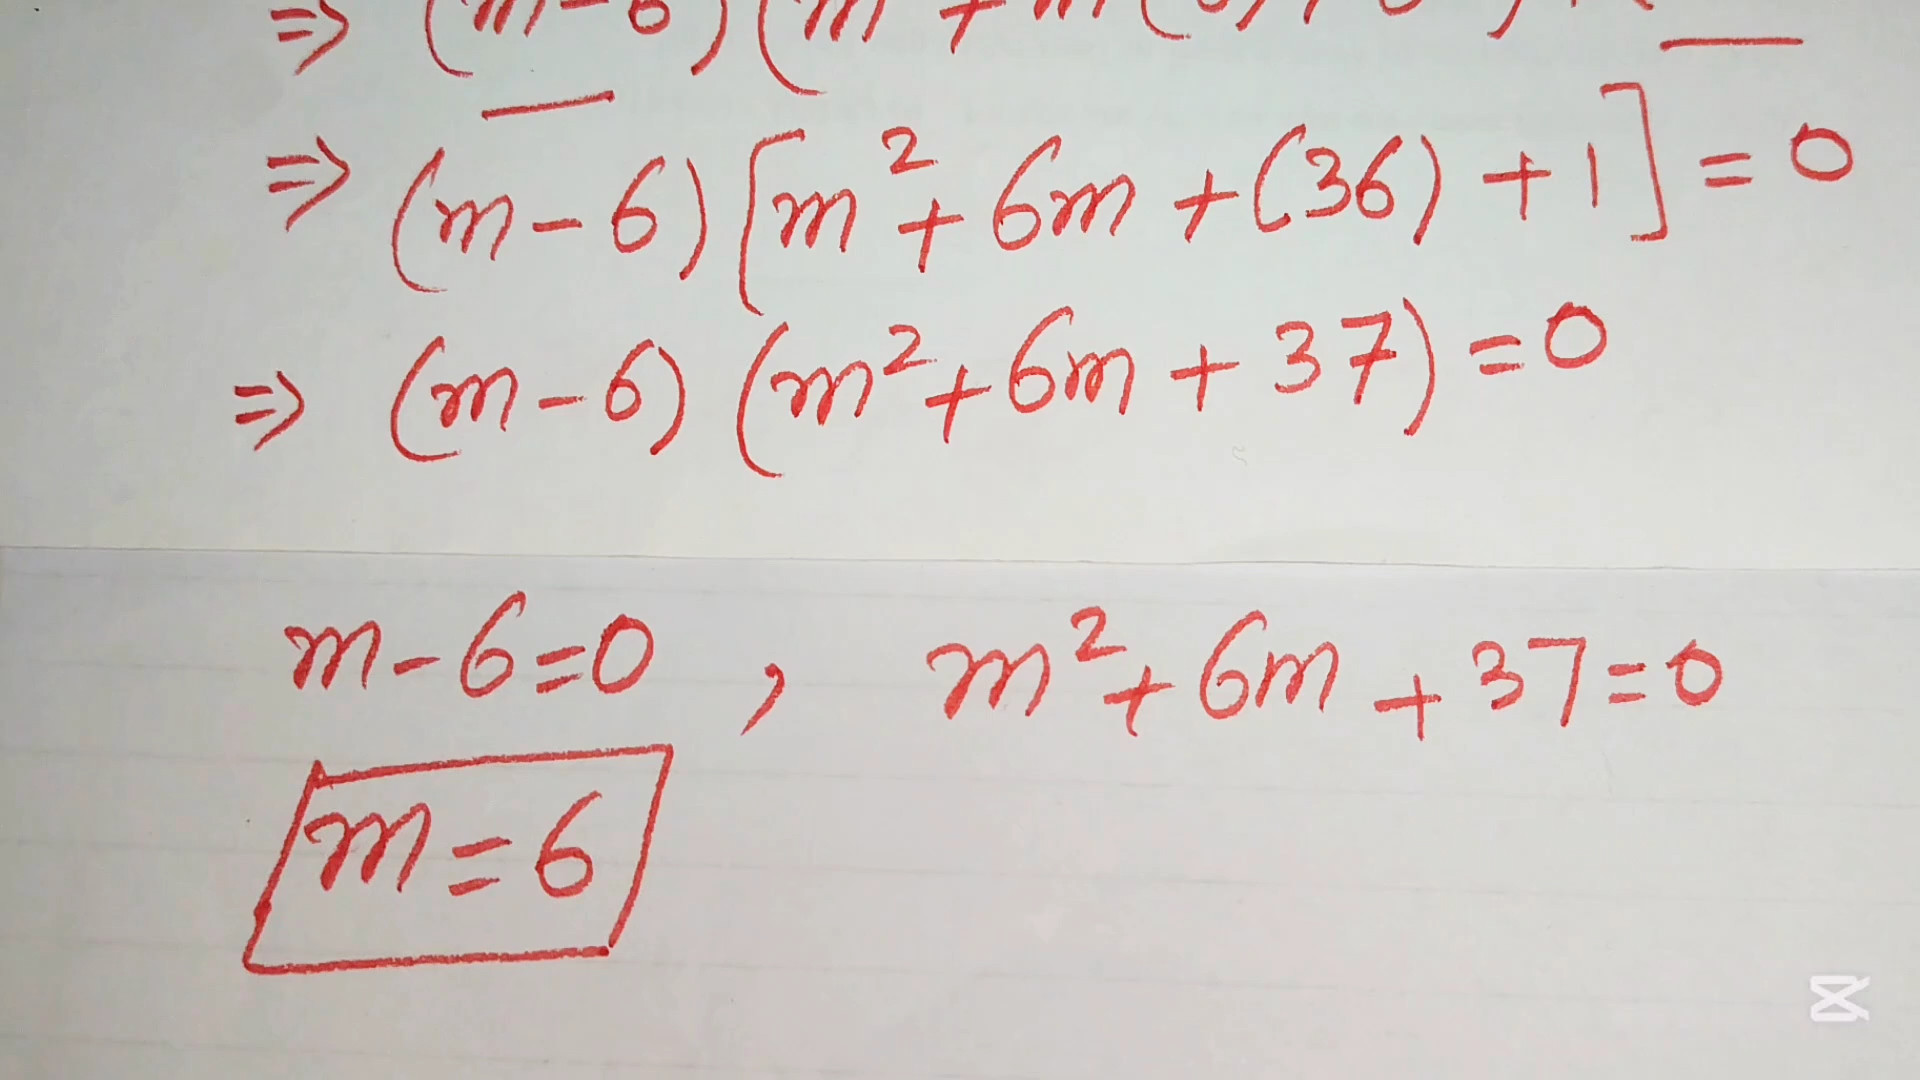 ⇒ (m-6)[m²+6m+(36)+1]=0
⇒ (m-6)(m²+6m+37)=0
m-6=0 , m²+6m+37=0
m=6